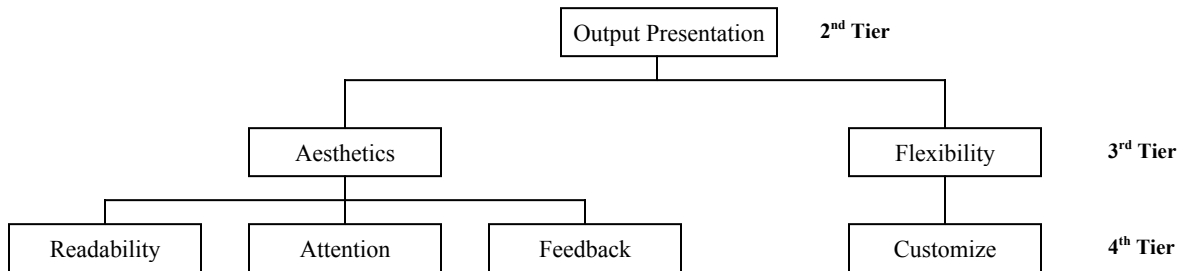 Output Presentation 2nd Tier
Aesthetics Flexibility 3rd Tier
Readability Attention Feedback Customize 4th Tier